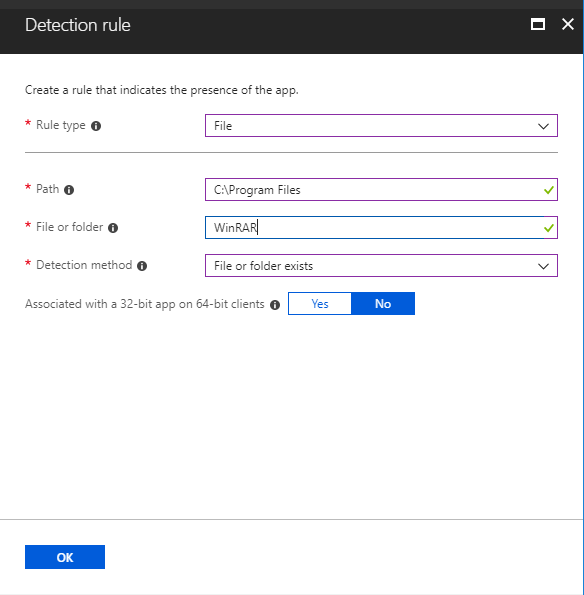 Detection rule
Create a rule that indicates the presence of the app.
* Rule type
File
* Path
C:\Program Files
* File or folder
WinRAR
* Detection method
File or folder exists
Associated with a 32-bit app on 64-bit clients
Yes
No
OK